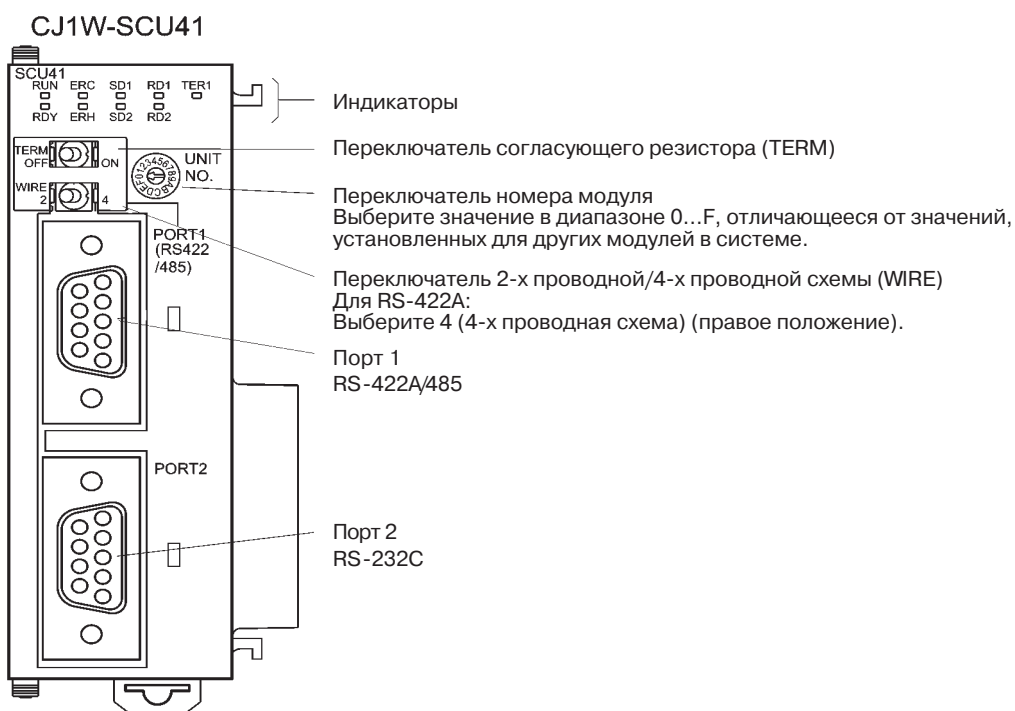 CJ1W-SCU41
SCU41
RUN ERC SD1 RD1 TER1
RDY ERH SD2 RD2
TERM
OFF ON
UNIT
NO.
0123456789ABCDEF
WIRE
2 4
PORT1
(RS422
/485)
PORT2
Индикаторы
Переключатель согласующего резистора (TERM)
Переключатель номера модуля
Выберите значение в диапазоне 0...F, отличающееся от значений,
установленных для других модулей в системе.
Переключатель 2-х проводной/4-х проводной схемы (WIRE)
Для RS-422A:
Выберите 4 (4-х проводная схема) (правое положение).
Порт 1
RS-422A/485
Порт 2
RS-232C